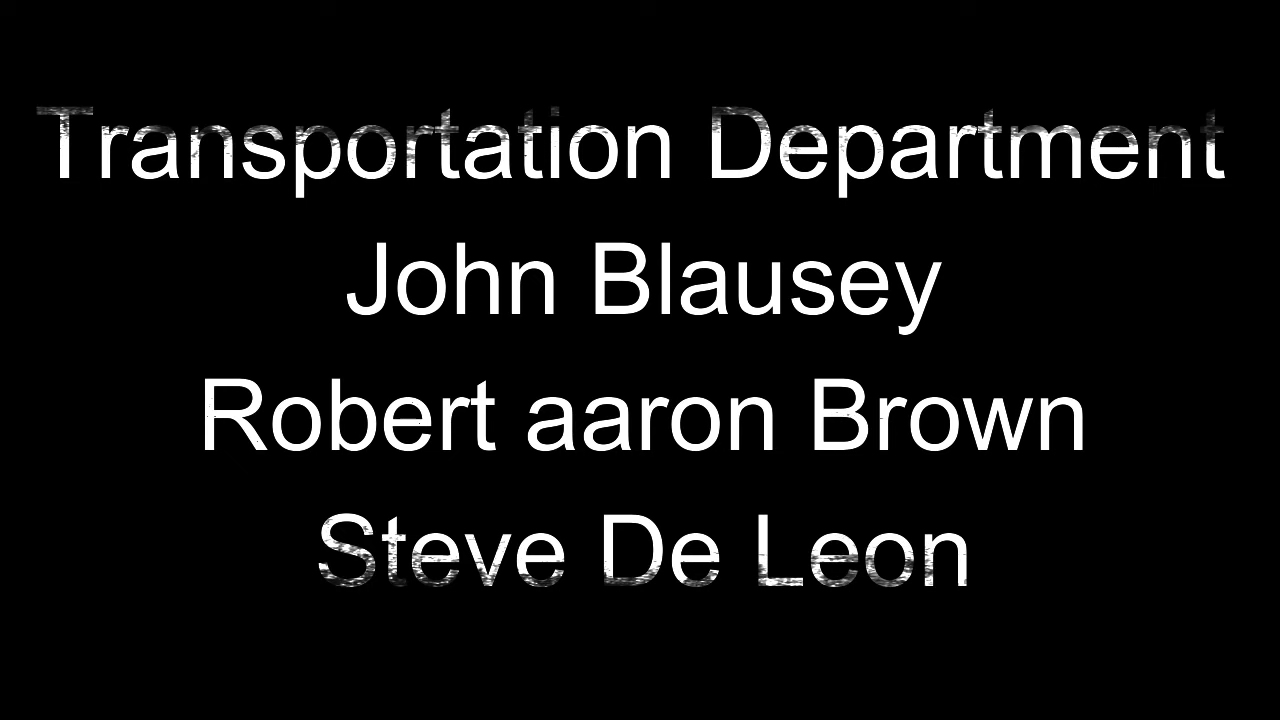 Transportation Department
John Blausey
Robert aaron Brown
Steve De Leon